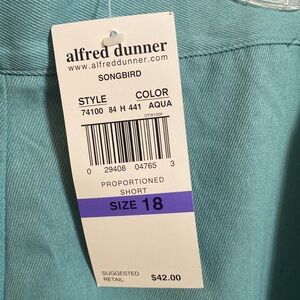 alfred dunner
www.alfreddunner.com
SONGBIRD
STYLE COLOR
74100 84 H 441 AQUA
0 29408 04765 3
PROPORTIONED
SHORT
SIZE 18
SUGGESTED
RETAIL $42.00